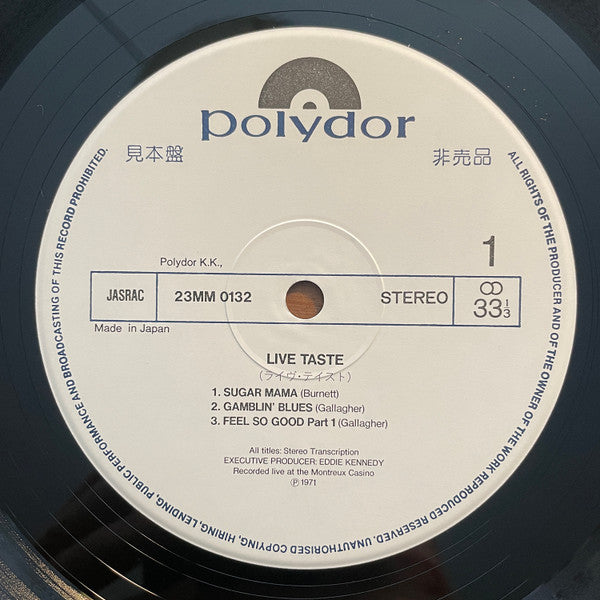 polydor
見本盤
非売品
1
Polydor K.K.,
JASRAC
23MM 0132
STEREO
33 1/3
Made in Japan
LIVE TASTE
(ライヴ・テイスト)
1. SUGAR MAMA (Burnett)
2. GAMBLIN' BLUES (Gallagher)
3. FEEL SO GOOD Part 1 (Gallagher)
All titles: Stereo Transcription
EXECUTIVE PRODUCER: EDDIE KENNEDY
Recorded live at the Montreux Casino
℗ 1971
ALL RIGHTS OF THE PRODUCER AND OF THE OWNER OF THE WORK REPRODUCED RESERVED. UNAUTHORISED COPYING, HIRING, LENDING, PUBLIC PERFORMANCE AND BROADCASTING OF THIS RECORD PROHIBITED.